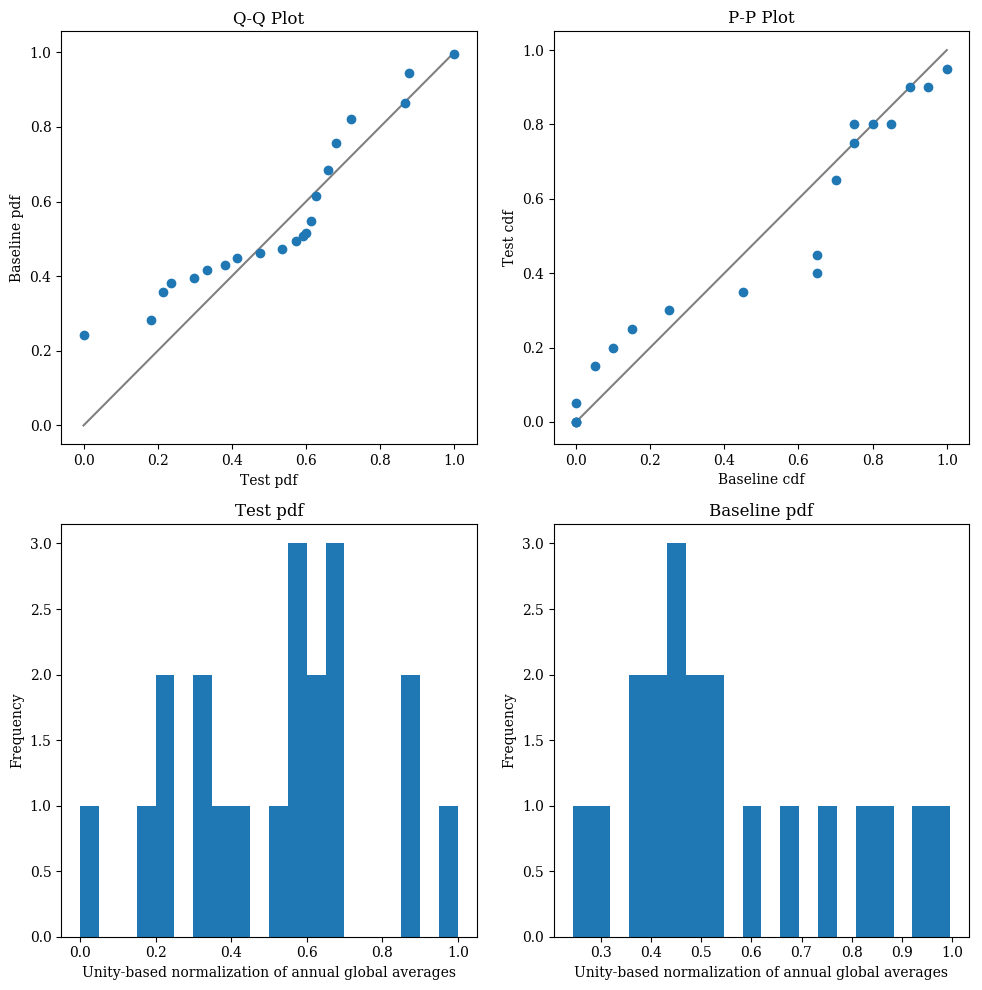 Q-Q Plot
Baseline pdf
1.0
0.8
0.6
0.4
0.2
0.0
0.0 0.2 0.4 0.6 0.8 1.0
Test pdf
P-P Plot
Test cdf
1.0
0.8
0.6
0.4
0.2
0.0
0.0 0.2 0.4 0.6 0.8 1.0
Baseline cdf
Test pdf
Frequency
3.0
2.5
2.0
1.5
1.0
0.5
0.0
0.0 0.2 0.4 0.6 0.8 1.0
Unity-based normalization of annual global averages
Baseline pdf
Frequency
3.0
2.5
2.0
1.5
1.0
0.5
0.0
0.3 0.4 0.5 0.6 0.7 0.8 0.9 1.0
Unity-based normalization of annual global averages